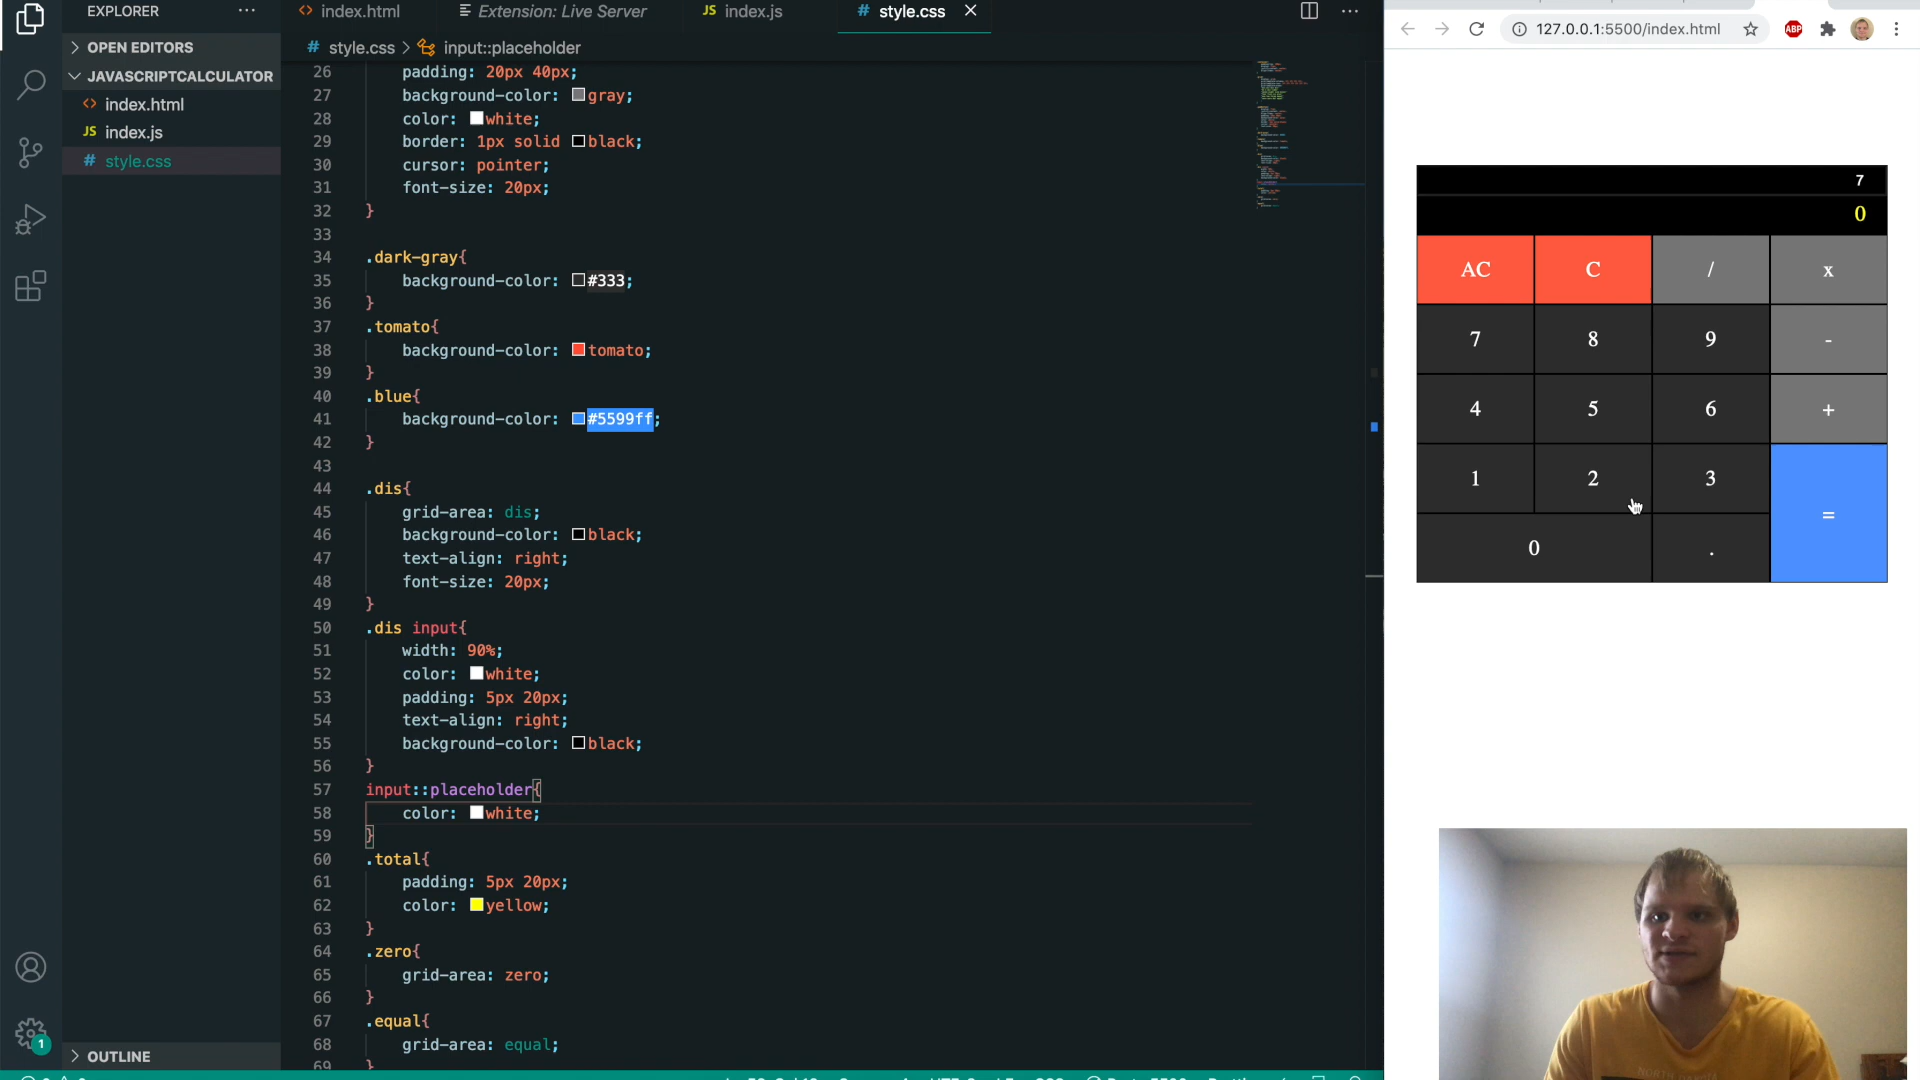 EXPLORER
index.html
Extension: Live Server
JS index.js
# style.css
OPEN EDITORS
# style.css > input::placeholder
JAVASCRIPTCALCULATOR
index.html
JS index.js
# style.css
127.0.0.1:5500/index.html
ABP
26 padding: 20px 40px;
27 background-color: gray;
28 color: white;
29 border: 1px solid black;
30 cursor: pointer;
31 font-size: 20px;
32 }
33
34 .dark-gray{
35 background-color: #333;
36 }
37 .tomato{
38 background-color: tomato;
39 }
40 .blue{
41 background-color: #5599ff;
42 }
43
44 .dis{
45 grid-area: dis;
46 background-color: black;
47 text-align: right;
48 font-size: 20px;
49 }
50 .dis input{
51 width: 90%;
52 color: white;
53 padding: 5px 20px;
54 text-align: right;
55 background-color: black;
56 }
57 input::placeholder{
58 color: white;
59 }
60 .total{
61 padding: 5px 20px;
62 color: yellow;
63 }
64 .zero{
65 grid-area: zero;
66 }
67 .equal{
68 grid-area: equal;
69 }
7
0
AC C / x
7 8 9 -
4 5 6 +
1 2 3 =
0 .
1
OUTLINE